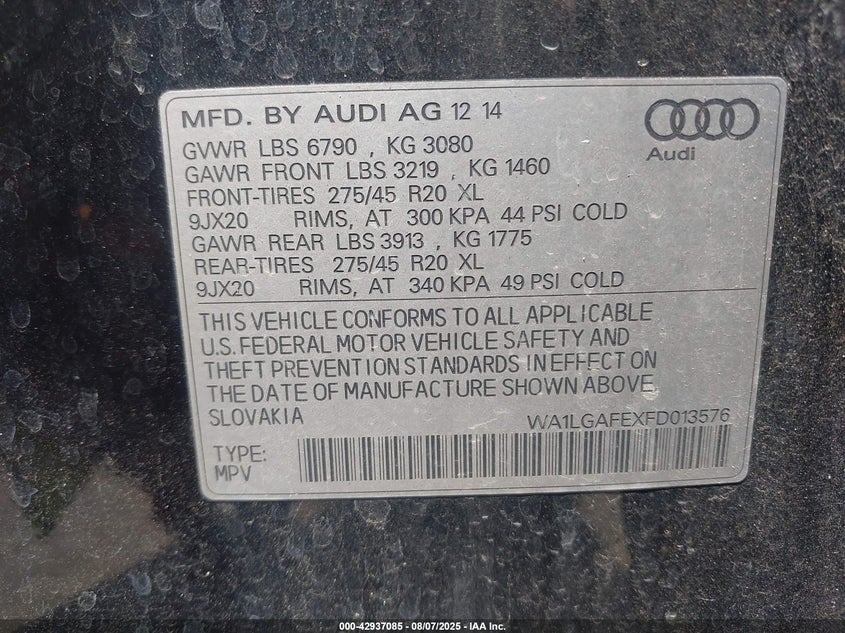 MFD. BY AUDI AG 12 14
Audi
GVWR LBS 6790 , KG 3080
GAWR FRONT LBS 3219 , KG 1460
FRONT-TIRES 275/45 R20 XL
9JX20 RIMS, AT 300 KPA 44 PSI COLD
GAWR REAR LBS 3913 , KG 1775
REAR-TIRES 275/45 R20 XL
9JX20 RIMS, AT 340 KPA 49 PSI COLD
THIS VEHICLE CONFORMS TO ALL APPLICABLE
U.S. FEDERAL MOTOR VEHICLE SAFETY AND
THEFT PREVENTION STANDARDS IN EFFECT ON
THE DATE OF MANUFACTURE SHOWN ABOVE.
SLOVAKIA WA1LGAFEXFD013576
TYPE:
MPV
000-42937085 - 08/07/2025 - IAA Inc.